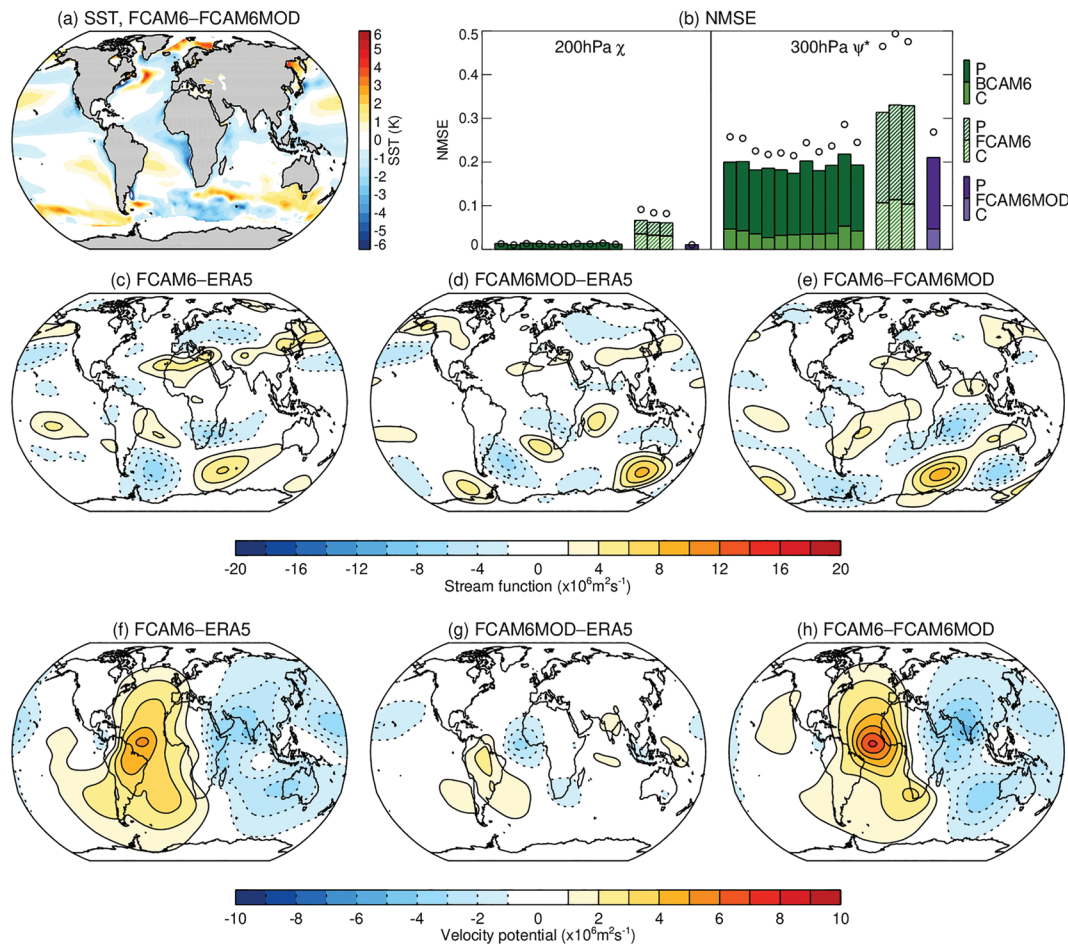 (a) SST, FCAM6–FCAM6MOD
6
5
4
3
2
1
0
-1
-2
-3
-4
-5
-6
SST (K)
(b) NMSE
200hPa χ
300hPa ψ*
0.5
0.4
0.3
0.2
0.1
0
NMSE
P
BCAM6
C
P
FCAM6
C
P
FCAM6MOD
C
(c) FCAM6–ERA5
(d) FCAM6MOD–ERA5
(e) FCAM6–FCAM6MOD
-20 -16 -12 -8 -4 0 4 8 12 16 20
Stream function (x10⁶m²s⁻¹)
(f) FCAM6–ERA5
(g) FCAM6MOD–ERA5
(h) FCAM6–FCAM6MOD
-10 -8 -6 -4 -2 0 2 4 6 8 10
Velocity potential (x10⁶m²s⁻¹)